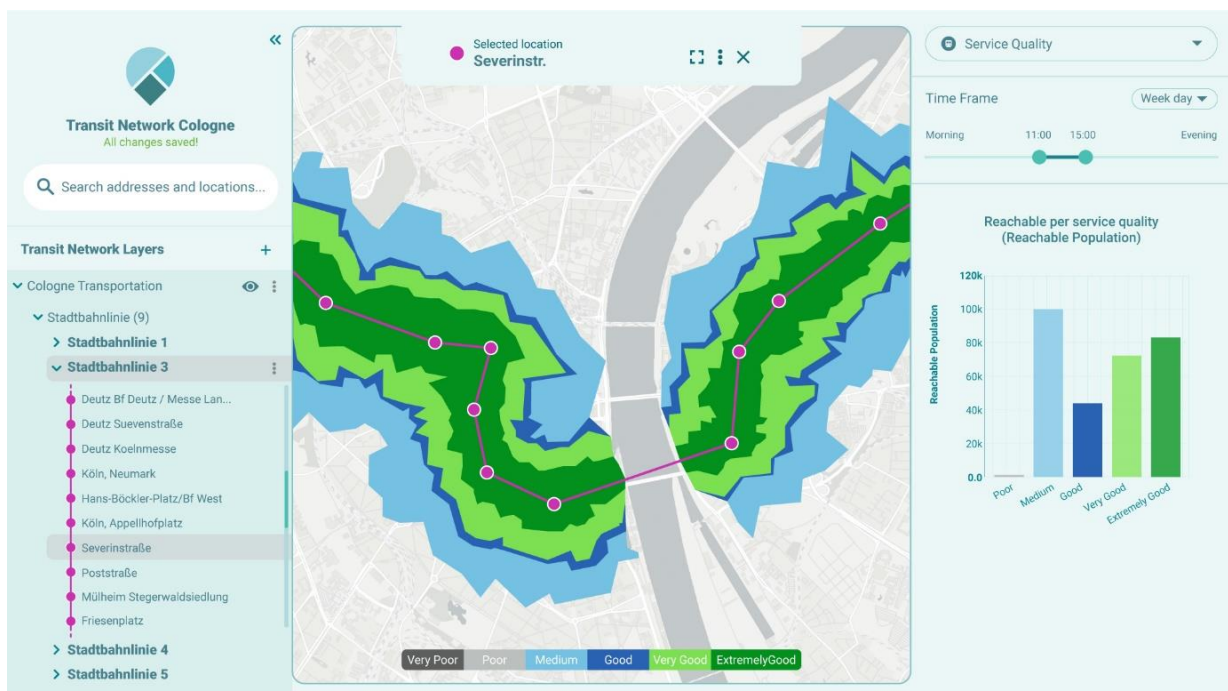 Transit Network Cologne
All changes saved!
Search addresses and locations...
Transit Network Layers +
Cologne Transportation
Stadtbahnlinie (9)
Stadtbahnlinie 1
Stadtbahnlinie 3
Deutz Bf Deutz / Messe Lan...
Deutz Suevenstraße
Deutz Koelnmesse
Köln, Neumark
Hans-Böckler-Platz/Bf West
Köln, Appellhofplatz
Severinstraße
Poststraße
Mülheim Stegerwaldsiedlung
Friesenplatz
Stadtbahnlinie 4
Stadtbahnlinie 5
Selected location
Severinstr.
Very Poor Poor Medium Good Very Good ExtremelyGood
Service Quality
Time Frame Week day
Morning 11:00 15:00 Evening
Reachable per service quality
(Reachable Population)
Reachable Population
120k
100k
80k
60k
40k
20k
0.0
Poor Medium Good Very Good Extremely Good